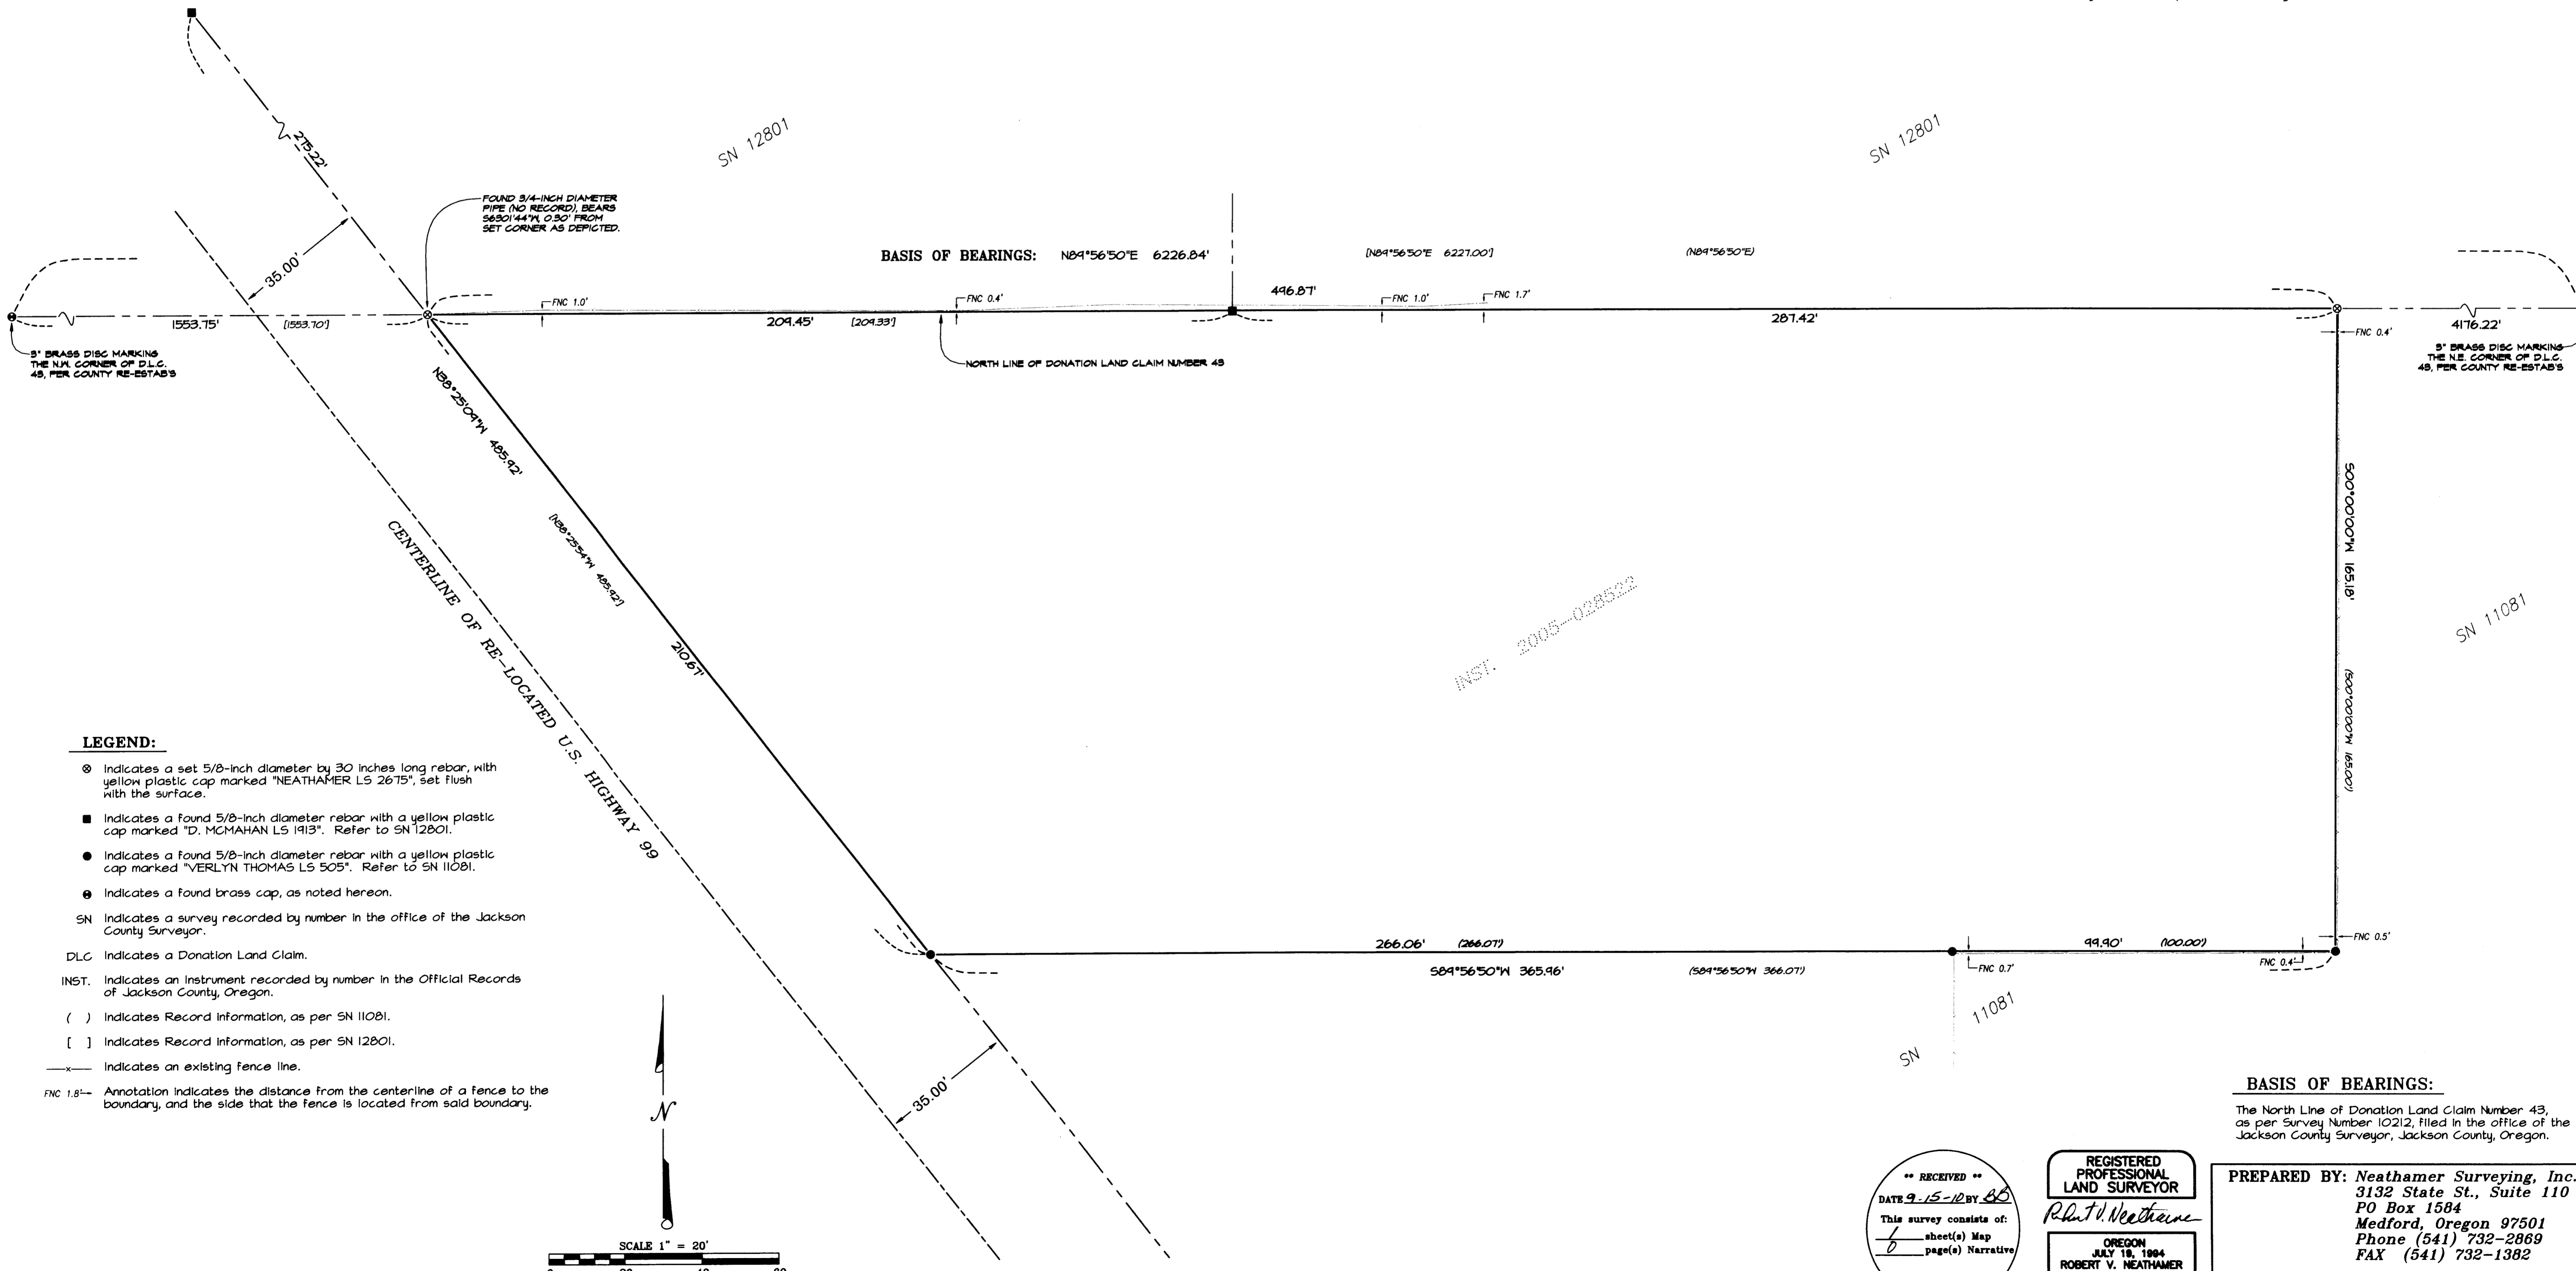 SN 12801
SN 12801
275.22'
35.00'
FOUND 3/4-INCH DIAMETER
PIPE (NO RECORD), BEARS
S63°01'44"W, 0.30' FROM
SET CORNER AS DEPICTED.
BASIS OF BEARINGS: N89°56'50"E 6226.84' [N89°56'50"E 6227.00'] (N89°56'50"E)
FNC 1.0'
FNC 0.4'
496.87'
FNC 1.0'
FNC 1.7'
1553.75' [1553.70']
209.45' [209.33']
287.42'
4176.22'
FNC 0.4'
3" BRASS DISC MARKING
THE N.W. CORNER OF D.L.C.
43, PER COUNTY RE-ESTAB'S
NORTH LINE OF DONATION LAND CLAIM NUMBER 43
3" BRASS DISC MARKING
THE N.E. CORNER OF D.L.C.
43, PER COUNTY RE-ESTAB'S
N38°25'09"W 485.92'
[N38°25'54"W 485.92']
210.67'
CENTERLINE OF RE-LOCATED U.S. HIGHWAY 99
INST. 2005-028522
S00°00'00"W 165.18'
(S00°00'00"W 165.00')
SN 11081
LEGEND:
⊗ Indicates a set 5/8-inch diameter by 30 inches long rebar, with
yellow plastic cap marked "NEATHAMER LS 2675", set flush
with the surface.
■ Indicates a found 5/8-inch diameter rebar with a yellow plastic
cap marked "D. MCMAHAN LS 1913". Refer to SN 12801.
● Indicates a found 5/8-inch diameter rebar with a yellow plastic
cap marked "VERLYN THOMAS LS 505". Refer to SN 11081.
Indicates a found brass cap, as noted hereon.
SN Indicates a survey recorded by number in the office of the Jackson
County Surveyor.
DLC Indicates a Donation Land Claim.
INST. Indicates an Instrument recorded by number in the Official Records
of Jackson County, Oregon.
( ) Indicates Record Information, as per SN 11081.
[ ] Indicates Record Information, as per SN 12801.
—x— Indicates an existing fence line.
FNC 1.8' Annotation indicates the distance from the centerline of a fence to the
boundary, and the side that the fence is located from said boundary.
266.06' (266.07')
99.90' (100.00')
FNC 0.5'
S89°56'50"W 365.96' (S89°56'50"W 366.07')
FNC 0.7'
FNC 0.4'
SN 11081
35.00'
N
SCALE 1" = 20'
BASIS OF BEARINGS:
The North Line of Donation Land Claim Number 43,
as per Survey Number 10212, filed in the office of the
Jackson County Surveyor, Jackson County, Oregon.
** RECEIVED **
DATE 9-15-10 BY BB
This survey consists of:
1 sheet(s) Map
0 page(s) Narrative
REGISTERED
PROFESSIONAL
LAND SURVEYOR
Robert V. Neathamer
OREGON
JULY 19, 1994
ROBERT V. NEATHAMER
PREPARED BY: Neathamer Surveying, Inc.
3132 State St., Suite 110
PO Box 1584
Medford, Oregon 97501
Phone (541) 732-2869
FAX (541) 732-1382